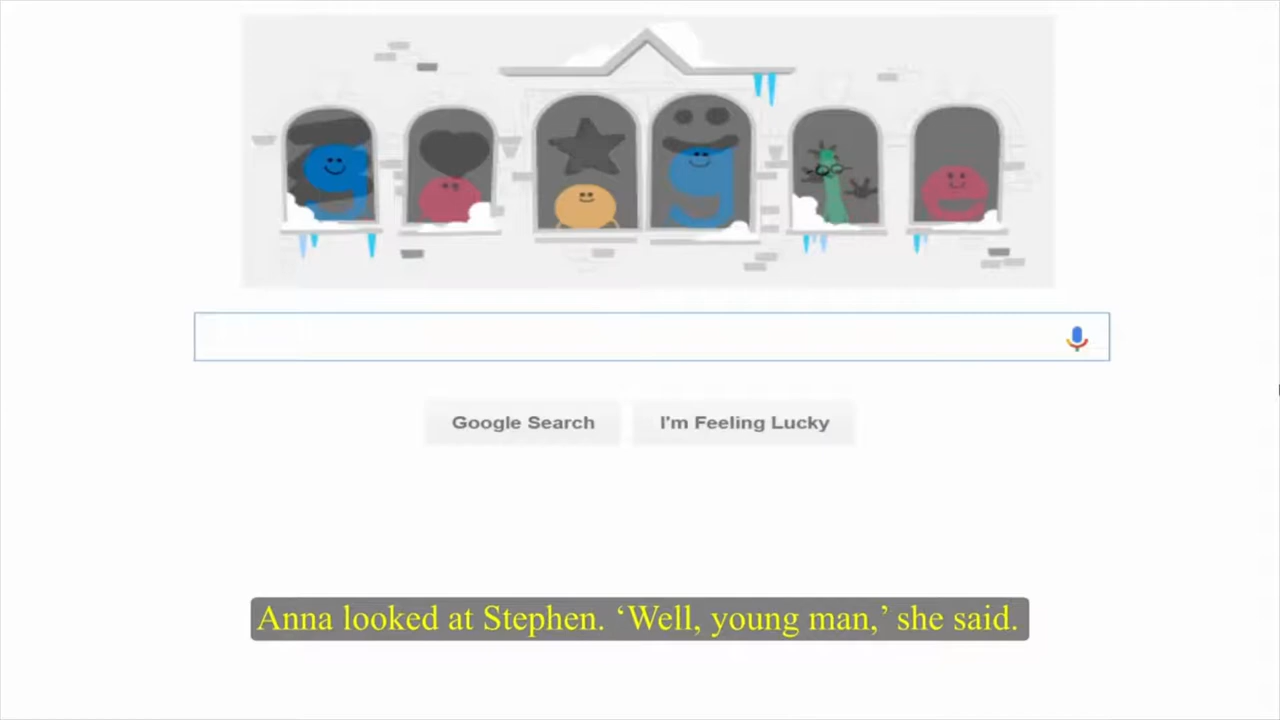 Google Search
I'm Feeling Lucky
Anna looked at Stephen. ‘Well, young man,’ she said.